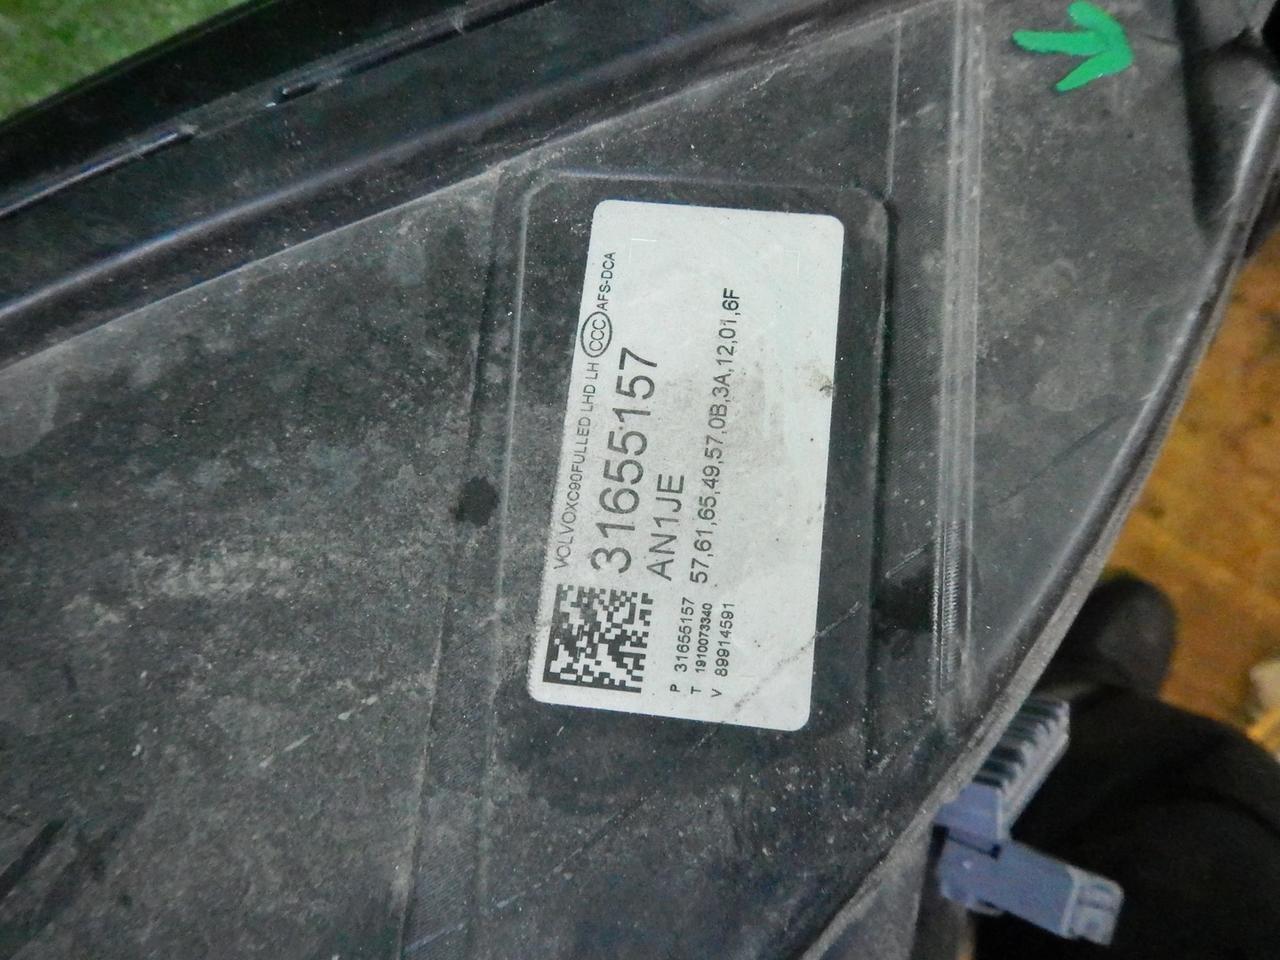 VOLVOXC90FULLED LHD LH CCC AFS-DCA
31655157
AN1JE
P 31655157
T 1910073340
V 89914591
57,61,65,49,57,0B,3A,12,01,6F